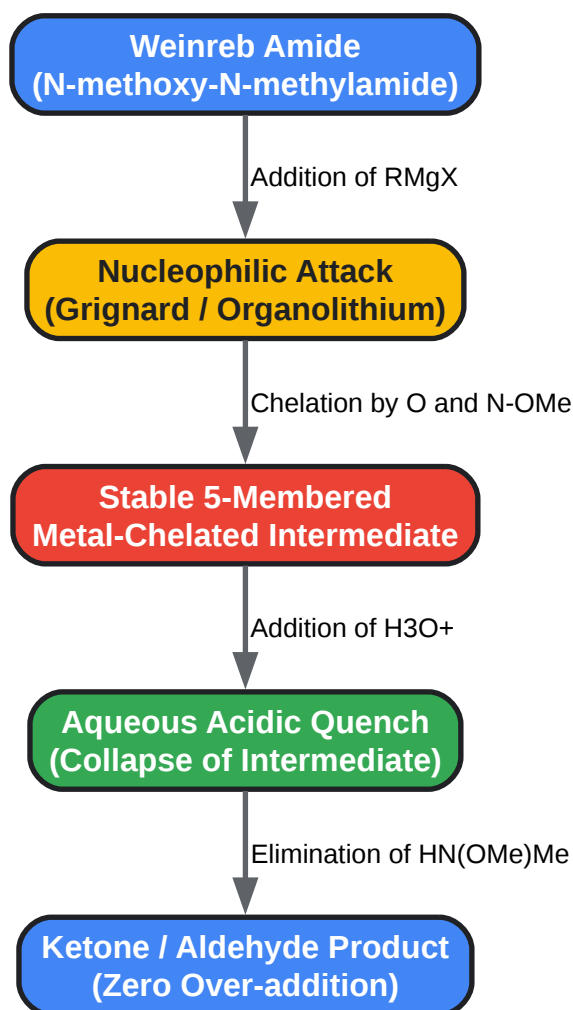 Weinreb Amide
(N-methoxy-N-methylamide)
Addition of RMgX
Nucleophilic Attack
(Grignard / Organolithium)
Chelation by O and N-OMe
Stable 5-Membered
Metal-Chelated Intermediate
Addition of H3O+
Aqueous Acidic Quench
(Collapse of Intermediate)
Elimination of HN(OMe)Me
Ketone / Aldehyde Product
(Zero Over-addition)